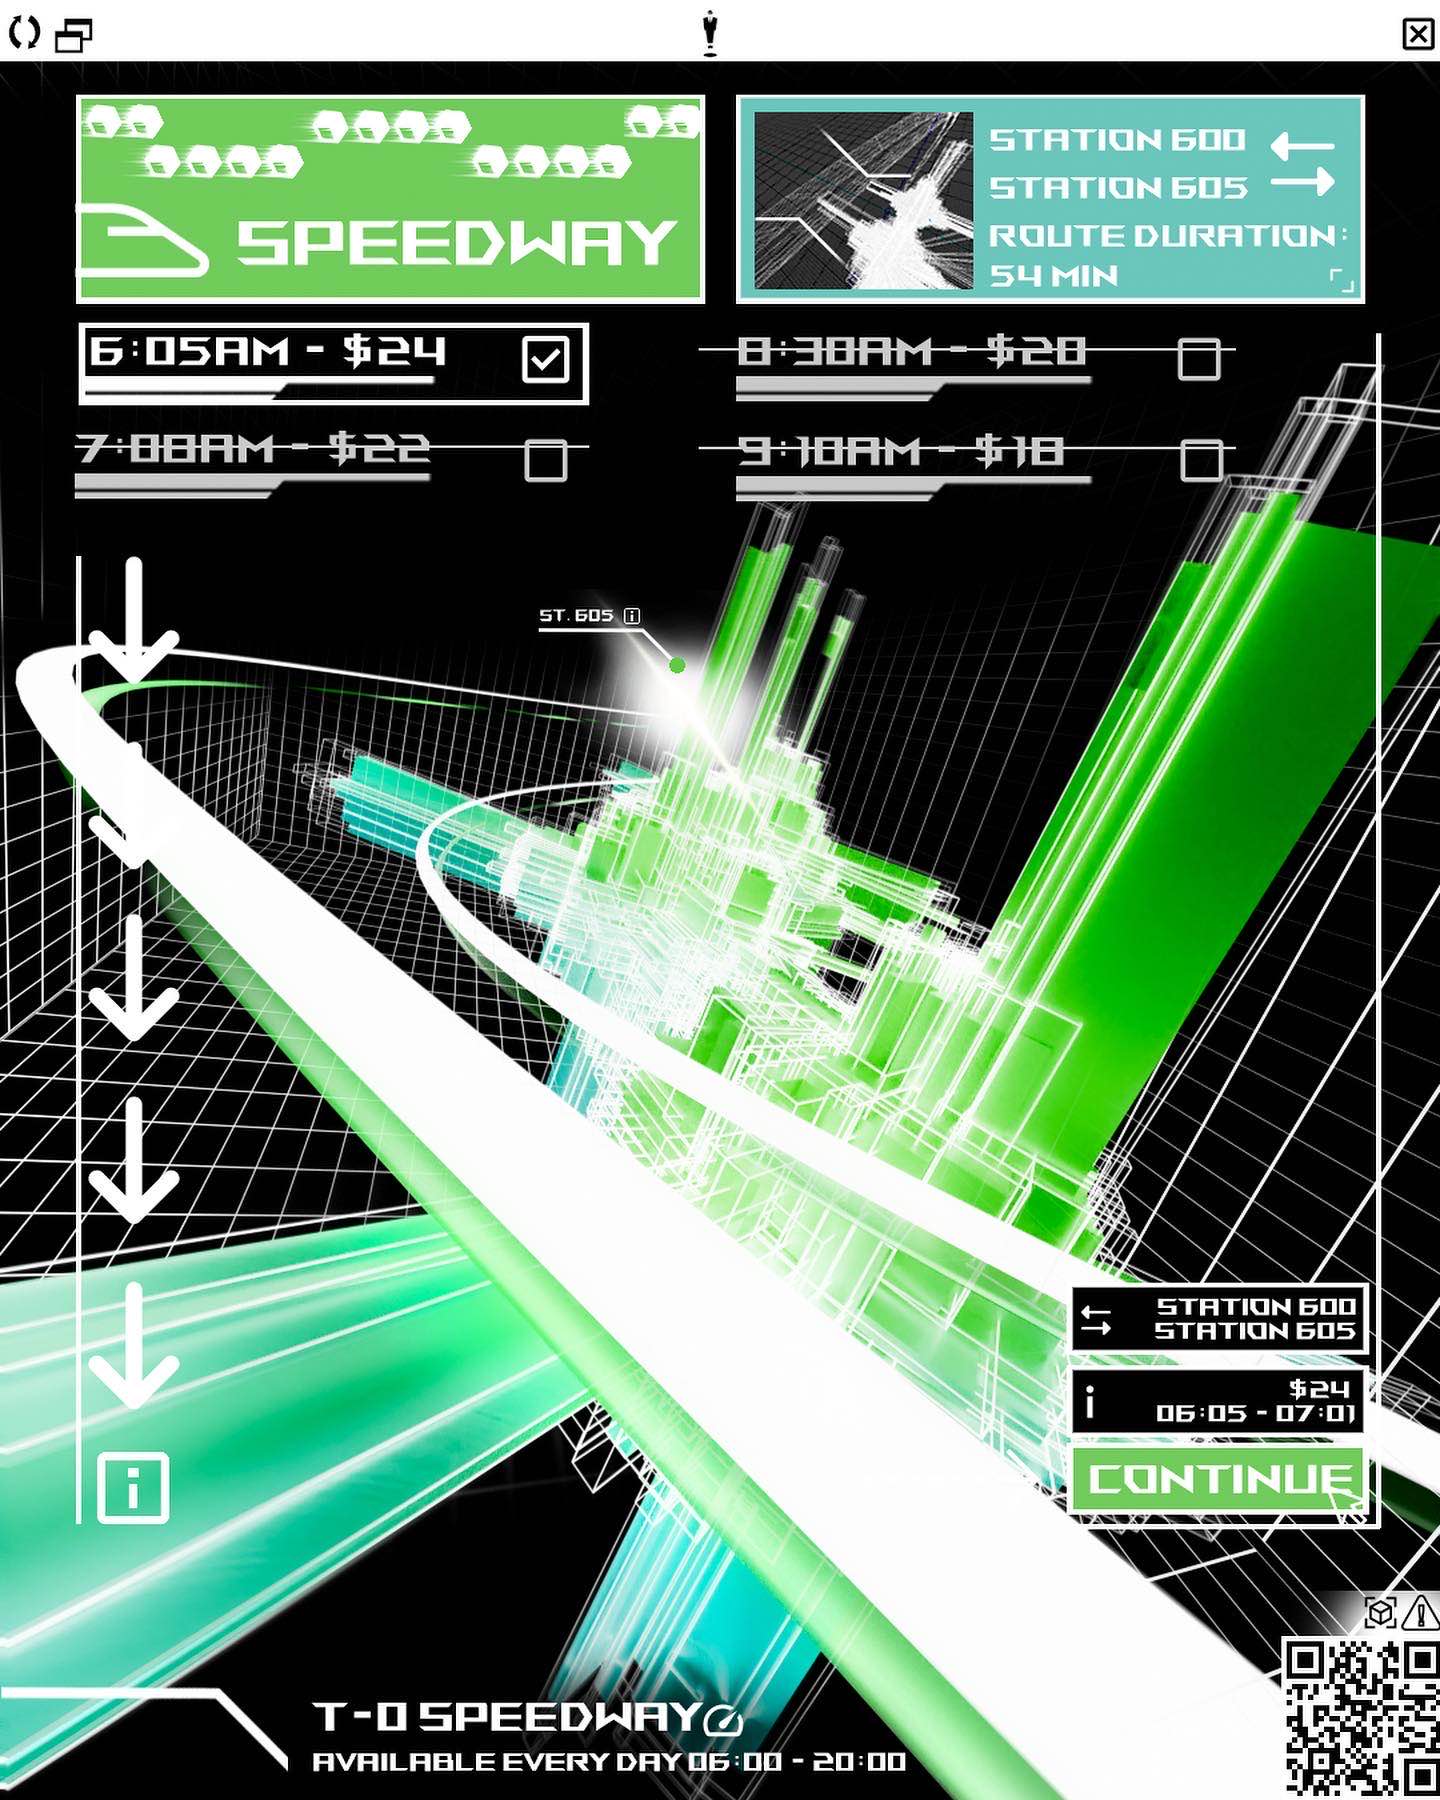 SPEEDWAY
STATION 600
STATION 605
ROUTE DURATION:
54 MIN
6:05AM - $24
8:30AM - $20
7:00AM - $22
9:10AM - $18
ST. 605 i
STATION 600
STATION 605
i $24
06:05 - 07:01
CONTINUE
i
T-0 SPEEDWAY
AVAILABLE EVERY DAY 06:00 - 20:00